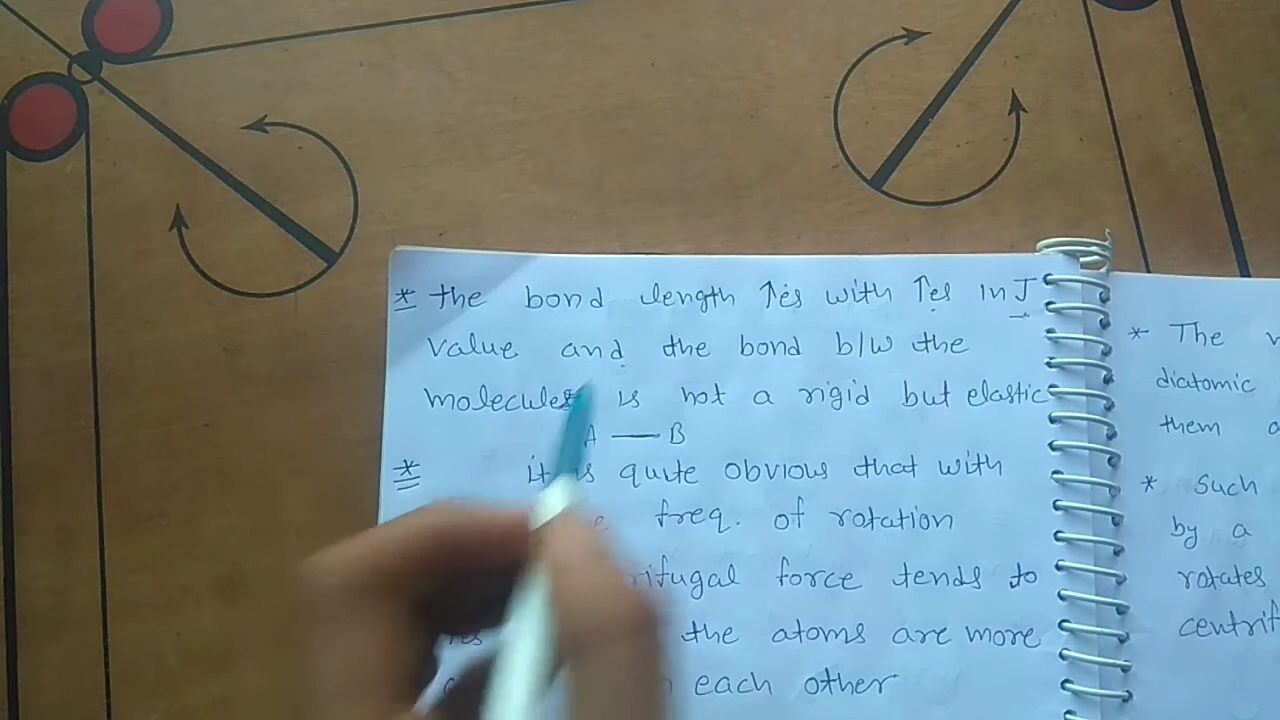 * the bond length ↑es with ↑es in J
value and the bond b/w the
molecules is not a rigid but elastic
A — B
* it is quite obvious that with
freq. of rotation
rifugal force tends to
the atoms are more
each other
* The
diatomic
them
* Such
by a
rotates
centrif